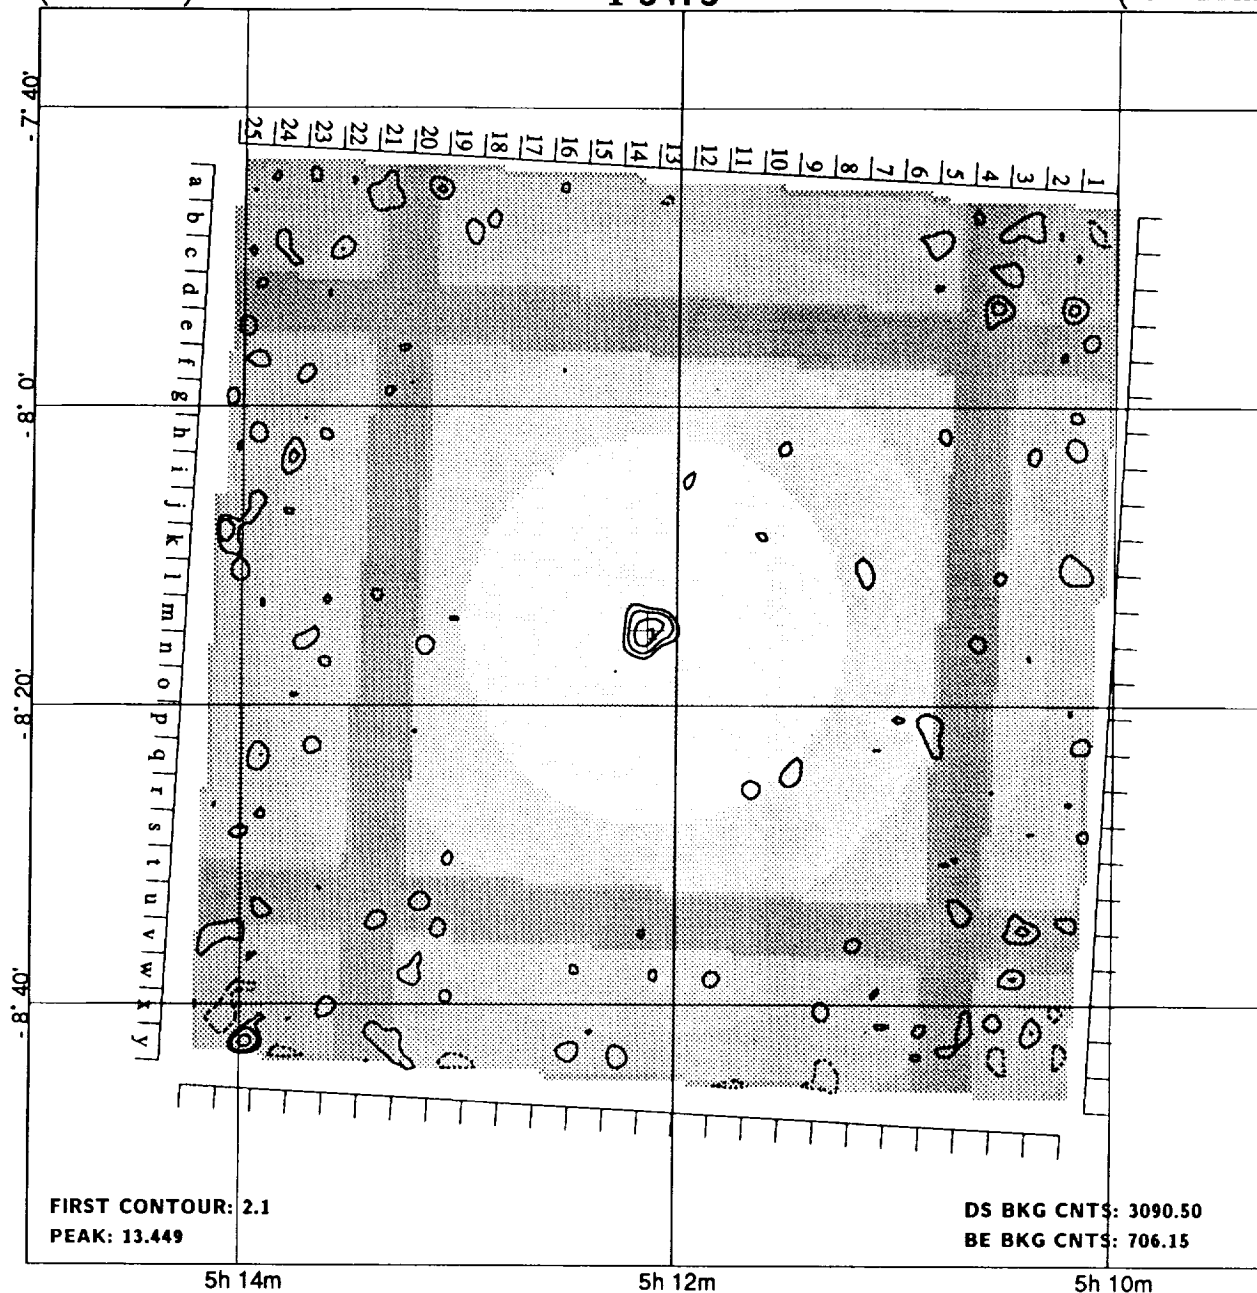 25 24 23 22 21 20 19 18 17 16 15 14 13 12 11 10 9 8 7 6 5 4 3 2 1
-7° 40'
a b c d e f g h i j k l m n o p q r s t u v w x y
-8° 0'
1
-8° 20'
-8° 40'
FIRST CONTOUR: 2.1
PEAK: 13.449
DS BKG CNTS: 3090.50
BE BKG CNTS: 706.15
5h 14m 5h 12m 5h 10m